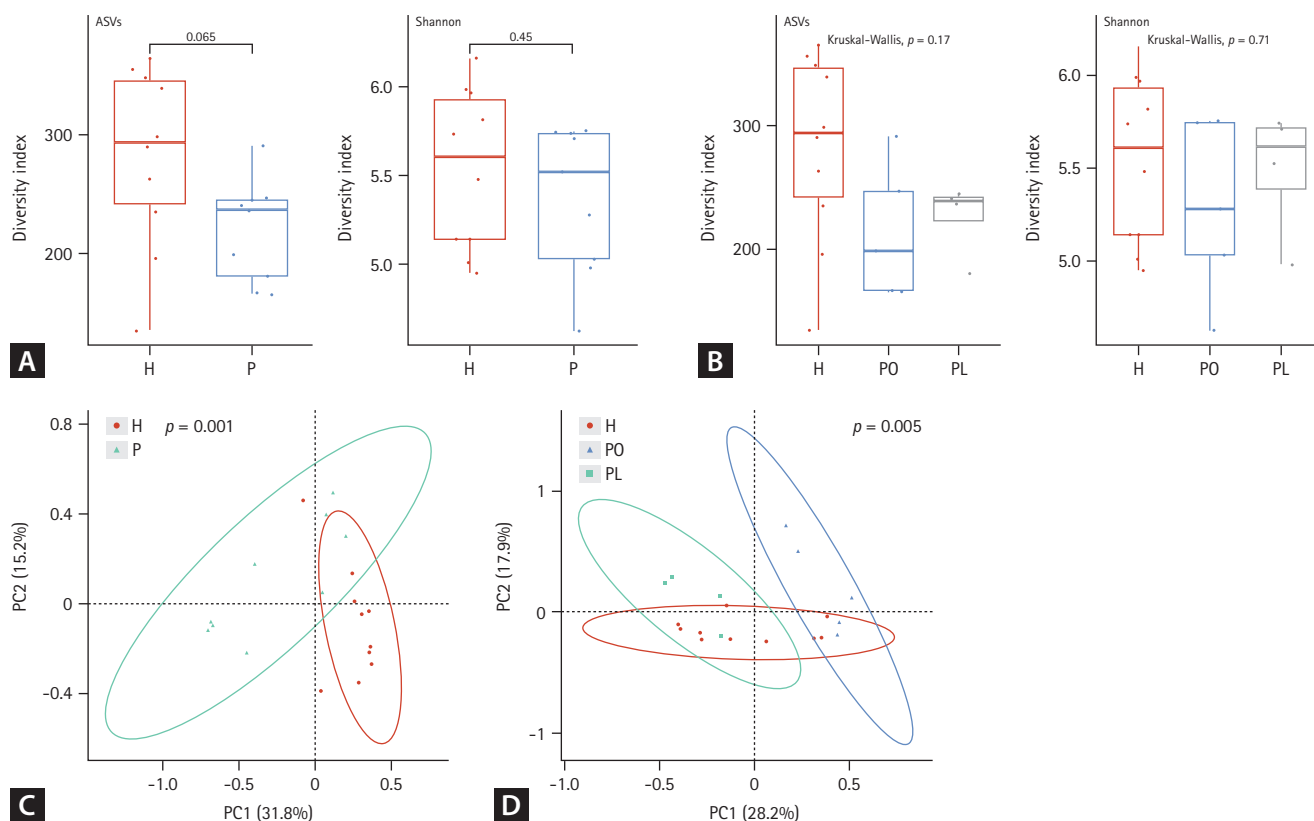 ASVs
0.065
Diversity index
300
200
H
P
A
Shannon
0.45
Diversity index
6.0
5.5
5.0
H
P
ASVs
Kruskal-Wallis, p = 0.17
Diversity index
300
200
H
PO
PL
B
Shannon
Kruskal-Wallis, p = 0.71
Diversity index
6.0
5.5
5.0
H
PO
PL
H
P
p = 0.001
PC2 (15.2%)
0.8
0.4
0
−0.4
-1.0
-0.5
0
0.5
PC1 (31.8%)
C
H
PO
PL
p = 0.005
PC2 (17.9%)
1
0
−1
-1.0
-0.5
0
0.5
PC1 (28.2%)
D